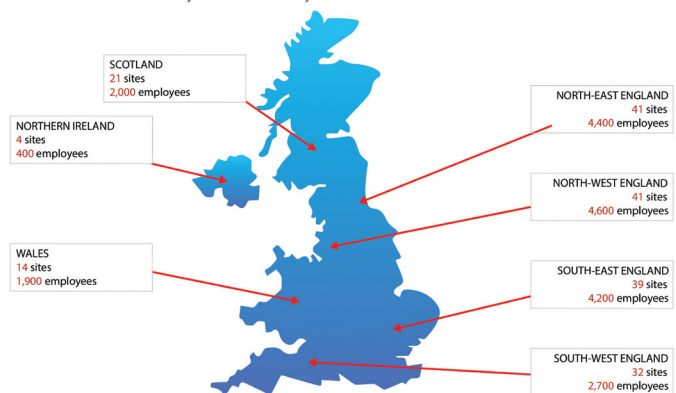 SCOTLAND
21 sites
2,000 employees
NORTHERN IRELAND
4 sites
400 employees
WALES
14 sites
1,900 employees
NORTH-EAST ENGLAND
41 sites
4,400 employees
NORTH-WEST ENGLAND
41 sites
4,600 employees
SOUTH-EAST ENGLAND
39 sites
4,200 employees
SOUTH-WEST ENGLAND
32 sites
2,700 employees